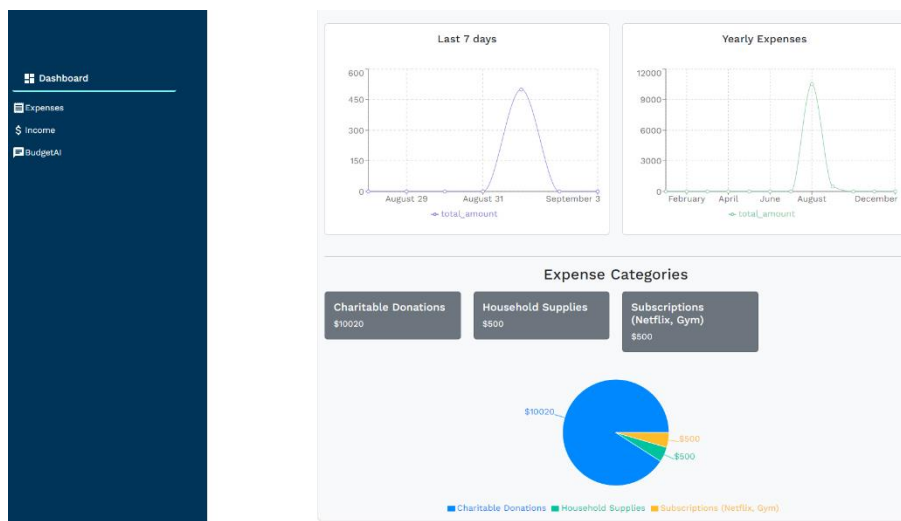 Dashboard
Expenses
Income
BudgetAI
Last 7 days
600
450
300
150
0
August 29
August 31
September 3
total_amount
Yearly Expenses
12000
9000
6000
3000
0
February
April
June
August
December
total_amount
Expense Categories
Charitable Donations
$10020
Household Supplies
$500
Subscriptions
(Netflix, Gym)
$500
$10020
$500
$500
Charitable Donations
Household Supplies
Subscriptions (Netflix, Gym)